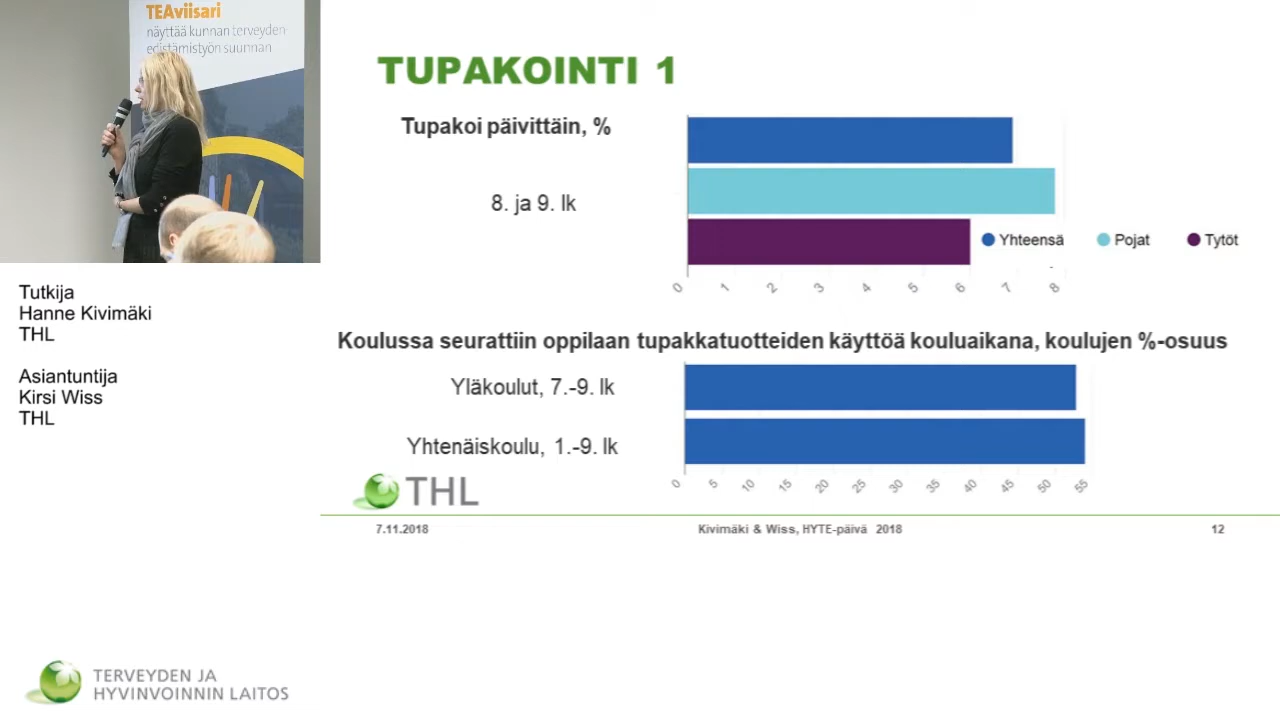 TEAviisari
näyttää kunnan terveyden
edistämistyön suunnan
TUPAKOINTI 1
Tupakoi päivittäin, %
8. ja 9. lk
Yhteensä
Pojat
Tytöt
0 1 2 3 4 5 6 7 8
Tutkija
Hanne Kivimäki
THL
Asiantuntija
Kirsi Wiss
THL
Koulussa seurattiin oppilaan tupakkatuotteiden käyttöä kouluaikana, koulujen %-osuus
Yläkoulut, 7.-9. lk
Yhtenäiskoulu, 1.-9. lk
0 5 10 15 20 25 30 35 40 45 50 55
THL
7.11.2018 Kivimäki & Wiss, HYTE-päivä 2018 12
TERVEYDEN JA
HYVINVOINNIN LAITOS